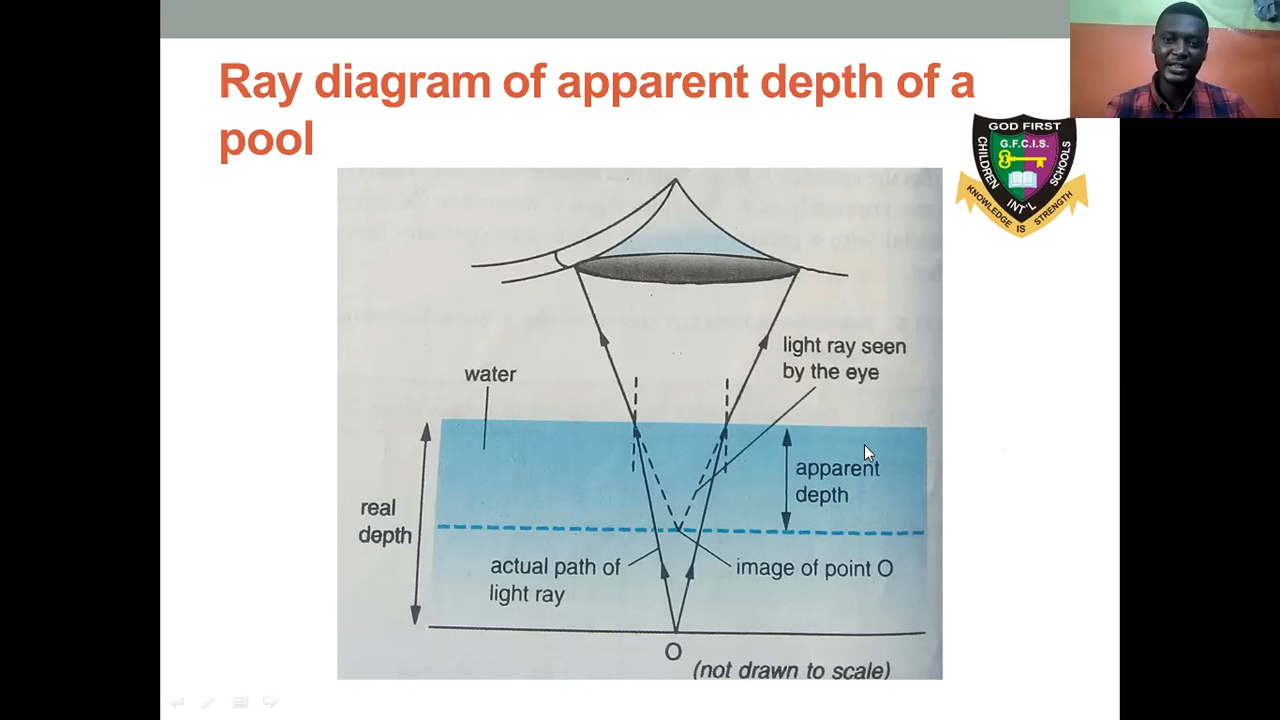 Ray diagram of apparent depth of a
pool
GOD FIRST
G.F.C.I.S.
CHILDREN
SCHOOLS
INT'L
KNOWLEDGE IS STRENGTH
light ray seen
by the eye
water
apparent
depth
real
depth
actual path of
light ray
image of point O
O
(not drawn to scale)